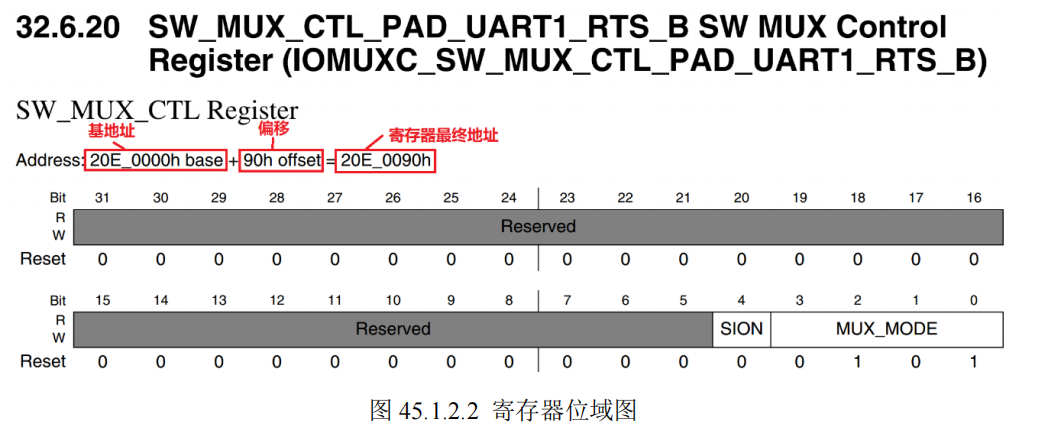 32.6.20 SW_MUX_CTL_PAD_UART1_RTS_B SW MUX Control
Register (IOMUXC_SW_MUX_CTL_PAD_UART1_RTS_B)
SW_MUX_CTL Register
基地址 偏移 寄存器最终地址
Address: 20E_0000h base + 90h offset = 20E_0090h
Bit 31 30 29 28 27 26 25 24 23 22 21 20 19 18 17 16
R
Reserved
W
Reset 0 0 0 0 0 0 0 0 0 0 0 0 0 0 0 0
Bit 15 14 13 12 11 10 9 8 7 6 5 4 3 2 1 0
R
Reserved SION MUX_MODE
W
Reset 0 0 0 0 0 0 0 0 0 0 0 0 0 1 0 1
图 45.1.2.2 寄存器位域图